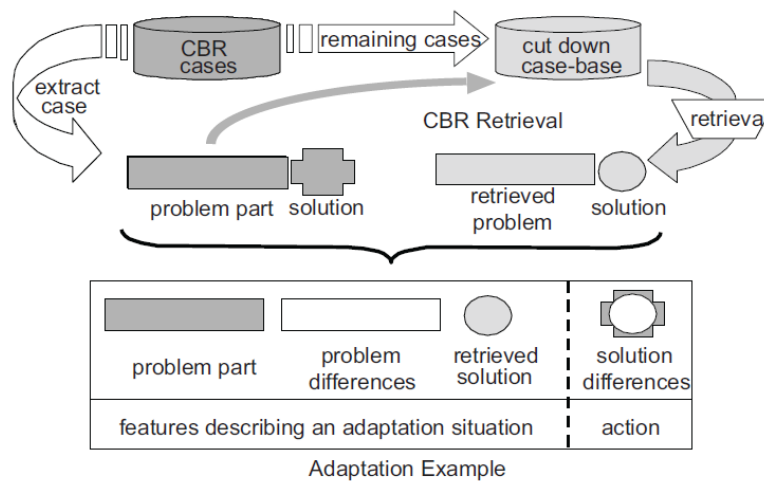 CBR
cases
remaining cases
cut down
case-base
extract
case
CBR Retrieval
retrieval
problem part
solution
retrieved
problem
solution
problem part
problem
differences
retrieved
solution
solution
differences
features describing an adaptation situation
action
Adaptation Example